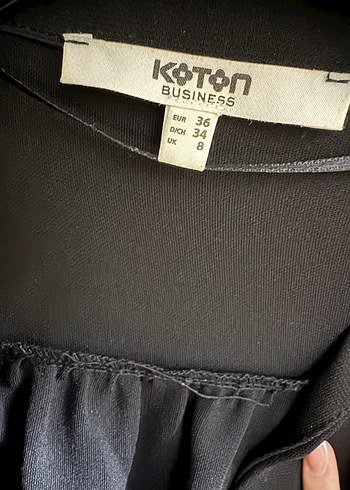 KOTON
BUSINESS
EUR 36
D/CH 34
UK 8